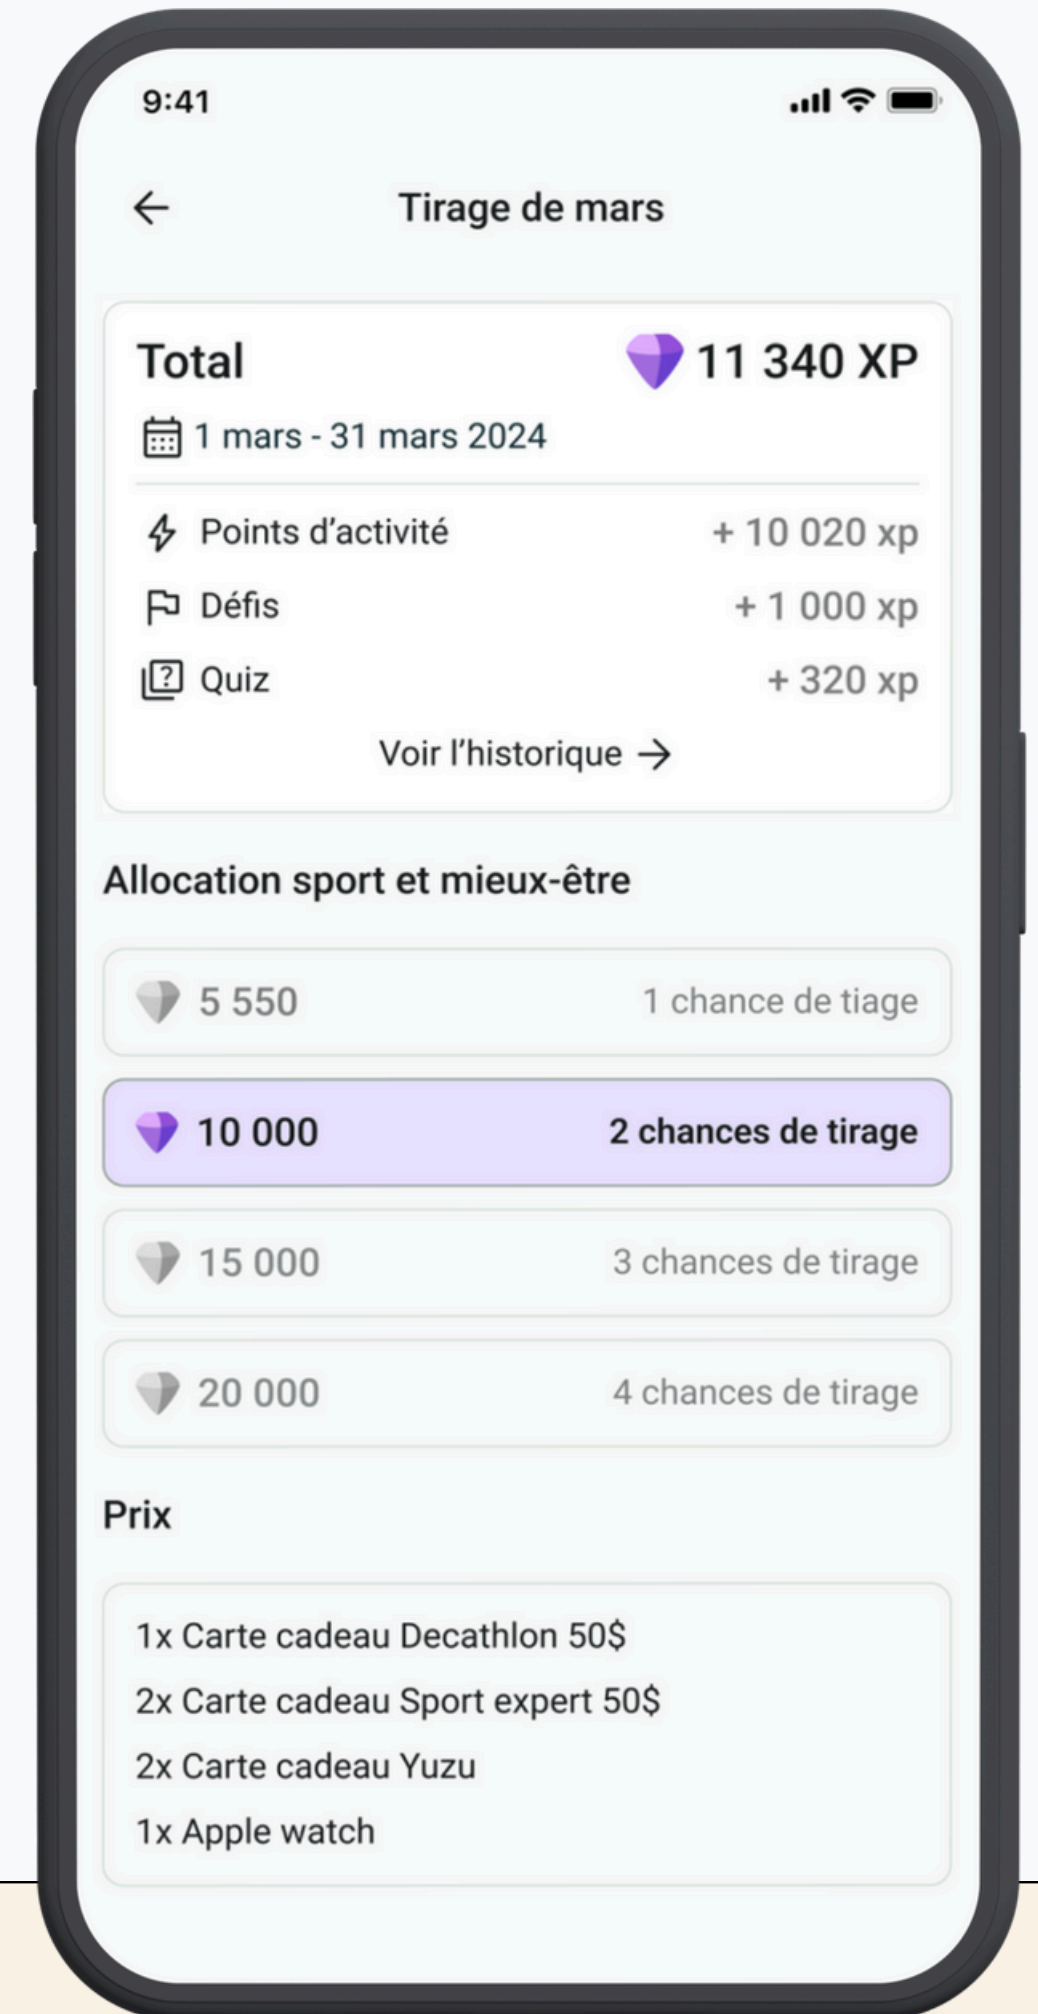 9:41
Tirage de mars
Total 11 340 XP
1 mars - 31 mars 2024
Points d’activité + 10 020 xp
Défis + 1 000 xp
Quiz + 320 xp
Voir l’historique →
Allocation sport et mieux-être
5 550 1 chance de tiage
10 000 2 chances de tirage
15 000 3 chances de tirage
20 000 4 chances de tirage
Prix
1x Carte cadeau Decathlon 50$
2x Carte cadeau Sport expert 50$
2x Carte cadeau Yuzu
1x Apple watch